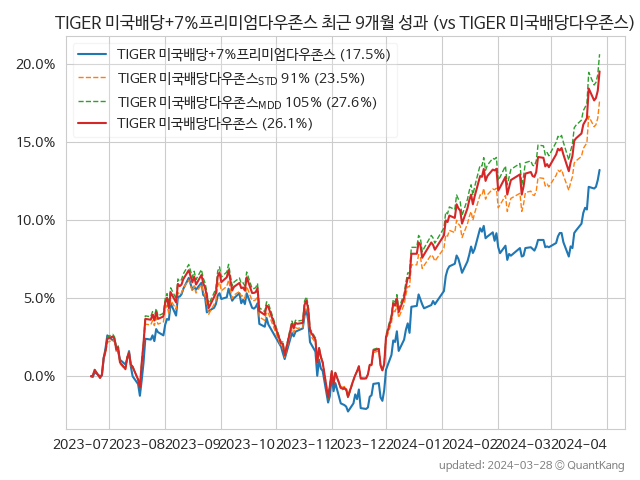 TIGER 미국배당+7%프리미엄다우존스 최근 9개월 성과 (vs TIGER 미국배당다우존스)
TIGER 미국배당+7%프리미엄다우존스 (17.5%)
TIGER 미국배당다우존스STD 91% (23.5%)
TIGER 미국배당다우존스MDD 105% (27.6%)
TIGER 미국배당다우존스 (26.1%)
20.0%
15.0%
10.0%
5.0%
0.0%
2023-07 2023-08 2023-09 2023-10 2023-11 2023-12 2024-01 2024-02 2024-03 2024-04
updated: 2024-03-28 © QuantKang